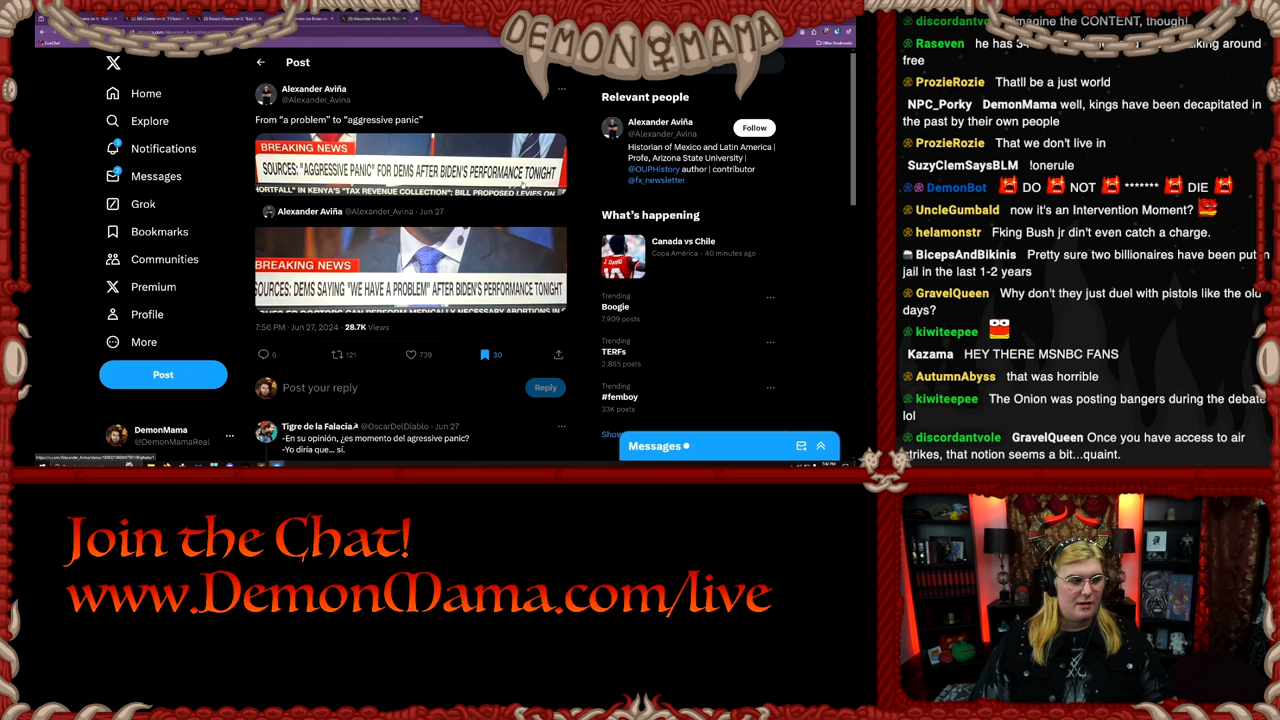 DEMON MAMA
LiveChat
Other Bookmarks
Post
Home
Explore
Notifications
Messages
Grok
Bookmarks
Communities
Premium
Profile
More
Post
DemonMama
@DemonMamaReal
Alexander Aviña
@Alexander_Avina
From “a problem” to “aggressive panic”
BREAKING NEWS
SOURCES: "AGGRESSIVE PANIC" FOR DEMS AFTER BIDEN'S PERFORMANCE TONIGHT
HORTFALL" IN KENYA'S "TAX REVENUE COLLECTION"; BILL PROPOSED LEVIES ON
Alexander Aviña @Alexander_Avina · Jun 27
BREAKING NEWS
SOURCES: DEMS SAYING "WE HAVE A PROBLEM" AFTER BIDEN'S PERFORMANCE TONIGHT
7:56 PM · Jun 27, 2024 · 28.7K Views
6 121 739 30
Post your reply
Reply
Tigre de la Falacia @OscarDelDiablo · Jun 27
-En su opinión, ¿es momento del agressive panic?
-Yo diría que... sí.
Relevant people
Alexander Aviña
@Alexander_Avina
Follow
Historian of Mexico and Latin America |
Profe, Arizona State University |
@OUPHistory author | contributor
@fx_newsletter
What’s happening
Canada vs Chile
Copa América · 40 minutes ago
Trending
Boogie
7,909 posts
Trending
TERFs
2,865 posts
Trending
#femboy
33K posts
Messages
imagine the CONTENT, though!
Raseven
free
ProzieRozie Thatll be a just world
NPC_Porky DemonMama well, kings have been decapitated in
the past by their own people
ProzieRozie That we don't live in
SuzyClemSaysBLM !onerule
DemonBot DO NOT ******* DIE
UncleGumbald now it's an Intervention Moment?
helamonstr Fking Bush jr din't even catch a charge.
BicepsAndBikinis Pretty sure two billionaires have been put in
jail in the last 1-2 years
GravelQueen Why don't they just duel with pistols like the old
days?
kiwiteepee
Kazama HEY THERE MSNBC FANS
AutumnAbyss that was horrible
kiwiteepee The Onion was posting bangers during the debate
lol
discordantvole GravelQueen Once you have access to air
strikes, that notion seems a bit...quaint.
Join the Chat!
www.DemonMama.com/live